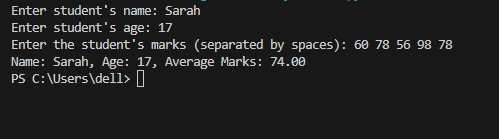 Enter student's name: Sarah
Enter student's age: 17
Enter the student's marks (separated by spaces): 60 78 56 98 78
Name: Sarah, Age: 17, Average Marks: 74.00
PS C:\Users\dell>